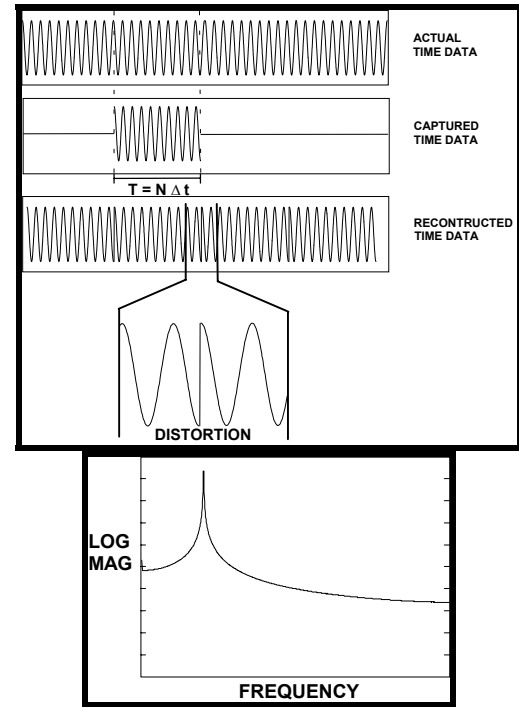 ACTUAL
TIME DATA
CAPTURED
TIME DATA
T = N Δ t
RECONTRUCTED
TIME DATA
DISTORTION
LOG
MAG
FREQUENCY